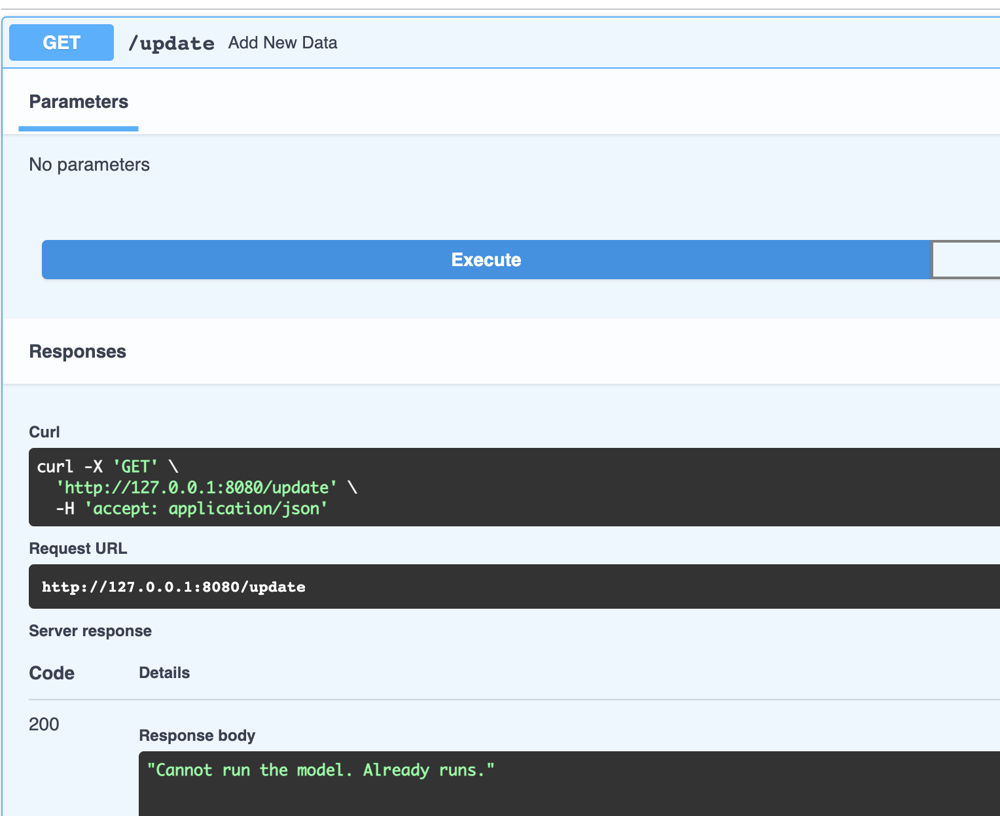 GET /update Add New Data
Parameters
No parameters
Execute
Responses
Curl
curl -X 'GET' \
'http://127.0.0.1:8080/update' \
-H 'accept: application/json'
Request URL
http://127.0.0.1:8080/update
Server response
Code Details
200
Response body
"Cannot run the model. Already runs."